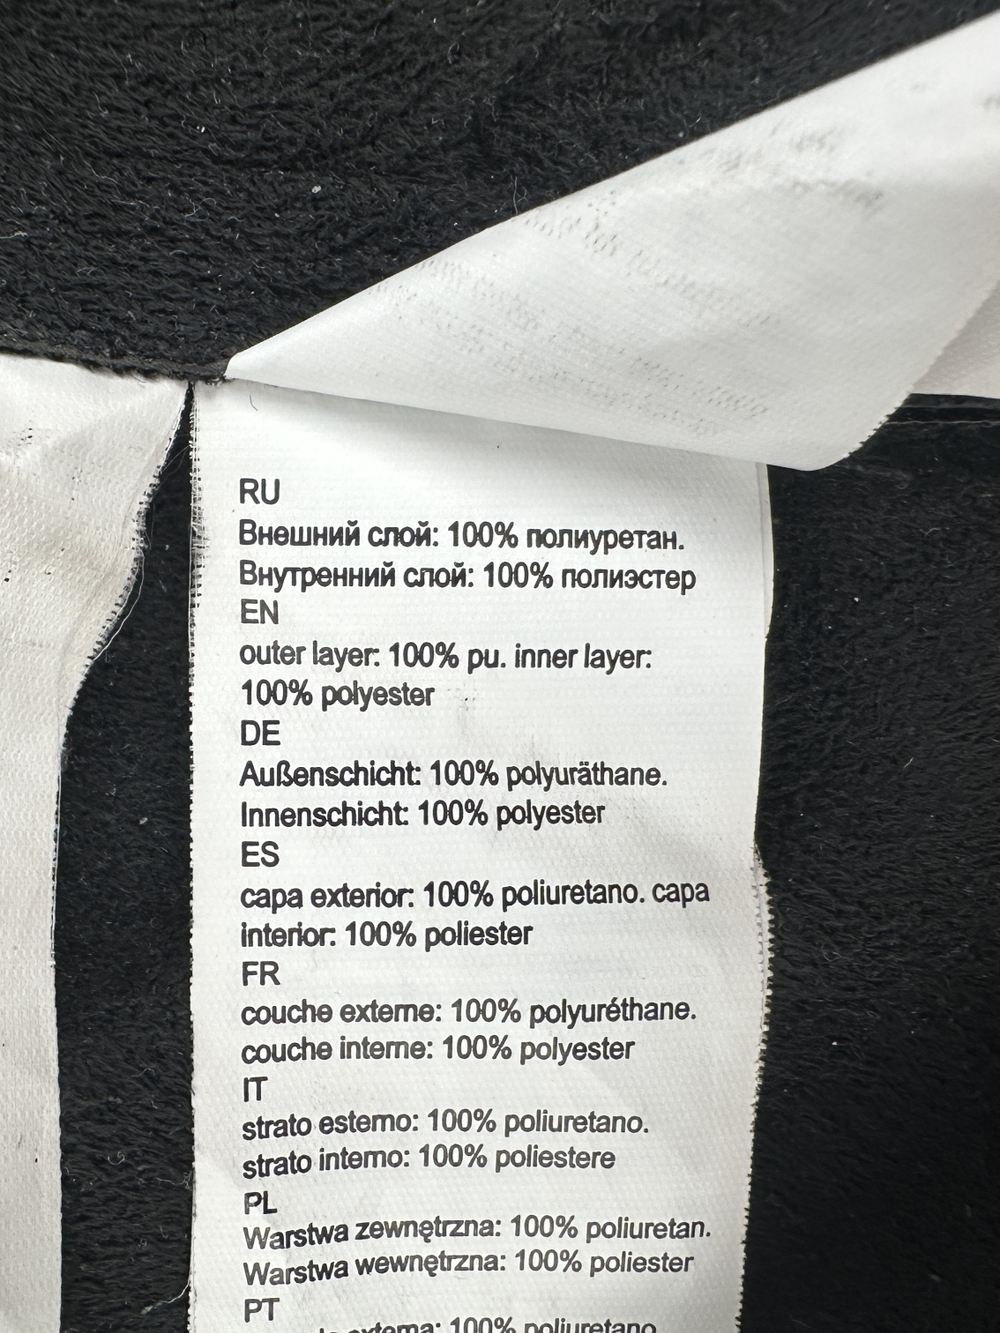 RU
Внешний слой: 100% полиуретан.
Внутренний слой: 100% полиэстер
EN
outer layer: 100% pu. inner layer:
100% polyester
DE
Außenschicht: 100% polyuräthane.
Innenschicht: 100% polyester
ES
capa exterior: 100% poliuretano. capa
interior: 100% poliester
FR
couche externe: 100% polyuréthane.
couche interne: 100% polyester
IT
strato esterno: 100% poliuretano.
strato interno: 100% poliestere
PL
Warstwa zewnętrzna: 100% poliuretan.
Warstwa wewnętrzna: 100% poliester
PT
externa: 100% poliuretano